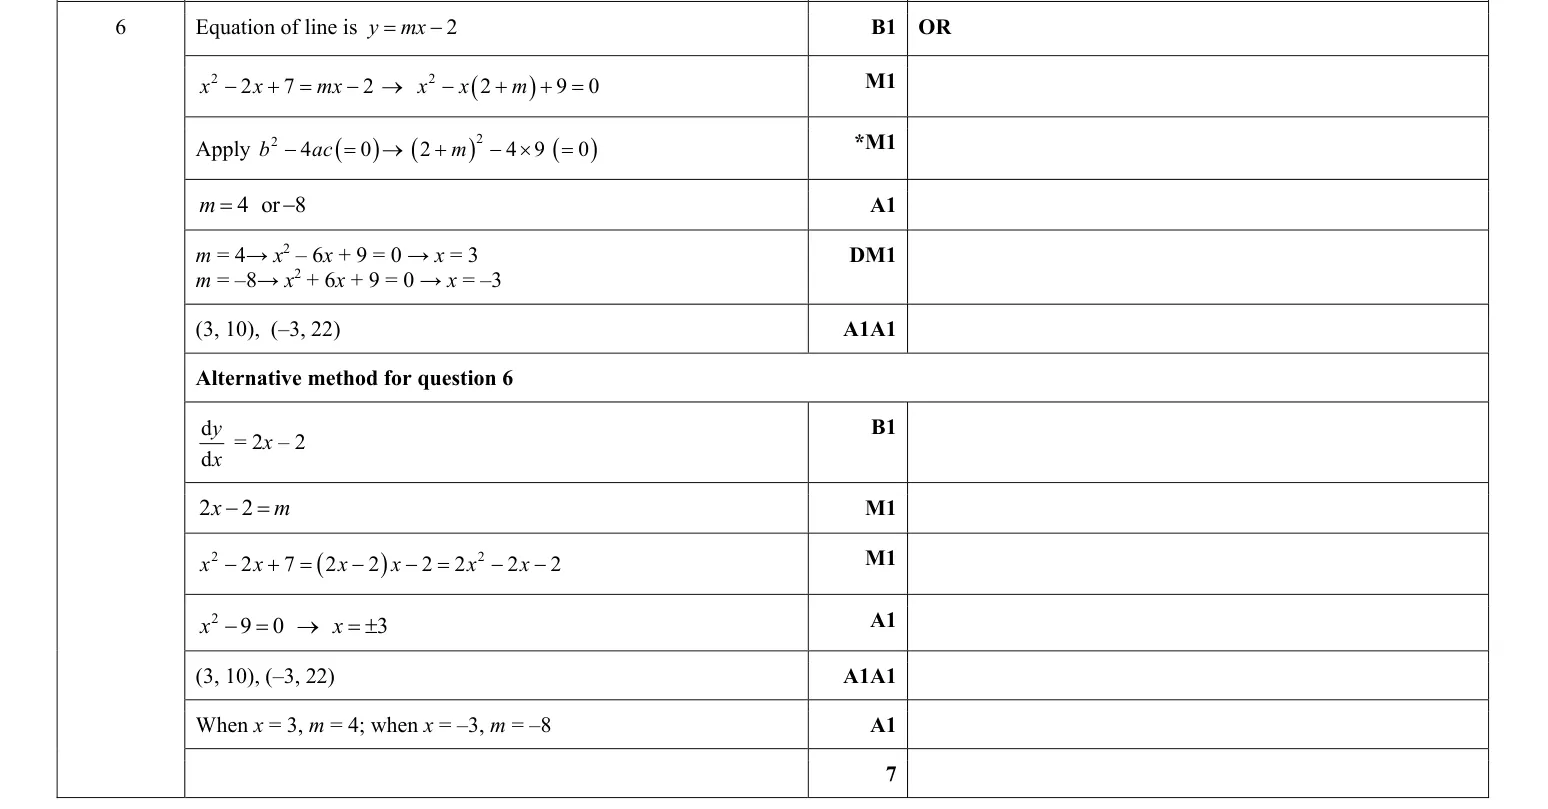 6 Equation of line is y = mx – 2 B1 OR
x² – 2x + 7 = mx – 2 → x² – x(2 + m) + 9 = 0 M1
Apply b² – 4ac(= 0) → (2 + m)² – 4 × 9 (= 0) *M1
m = 4 or –8 A1
m = 4→ x² – 6x + 9 = 0 → x = 3 DM1
m = –8→ x² + 6x + 9 = 0 → x = –3
(3, 10), (–3, 22) A1A1
Alternative method for question 6
dy/dx = 2x – 2 B1
2x – 2 = m M1
x² – 2x + 7 = (2x – 2)x – 2 = 2x² – 2x – 2 M1
x² – 9 = 0 → x = ±3 A1
(3, 10), (–3, 22) A1A1
When x = 3, m = 4; when x = –3, m = –8 A1
7